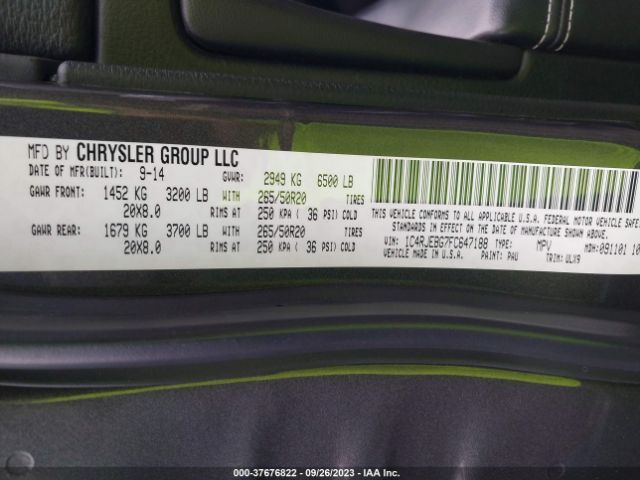 MFD BY CHRYSLER GROUP LLC
DATE OF MFR(BUILT): 9-14 GVWR: 2949 KG 6500 LB
GAWR FRONT: 1452 KG 3200 LB WITH 265/50R20 TIRES
20X8.0 RIMS AT 250 KPA ( 36 PSI) COLD
GAWR REAR: 1679 KG 3700 LB WITH 265/50R20 TIRES
20X8.0 RIMS AT 250 KPA ( 36 PSI) COLD
THIS VEHICLE CONFORMS TO ALL APPLICABLE U.S.A. FEDERAL MOTOR VEHICLE SAFE
STANDARDS IN EFFECT ON THE DATE OF MANUFACTURE SHOWN ABOVE.
VIN: 1C4RJEBG7FC647188 TYPE: MPV MDH:091101 10
VEHICLE MADE IN U.S.A. PAINT: PAU TRIM: ULX9
000-37676822 - 09/26/2023 - IAA Inc.